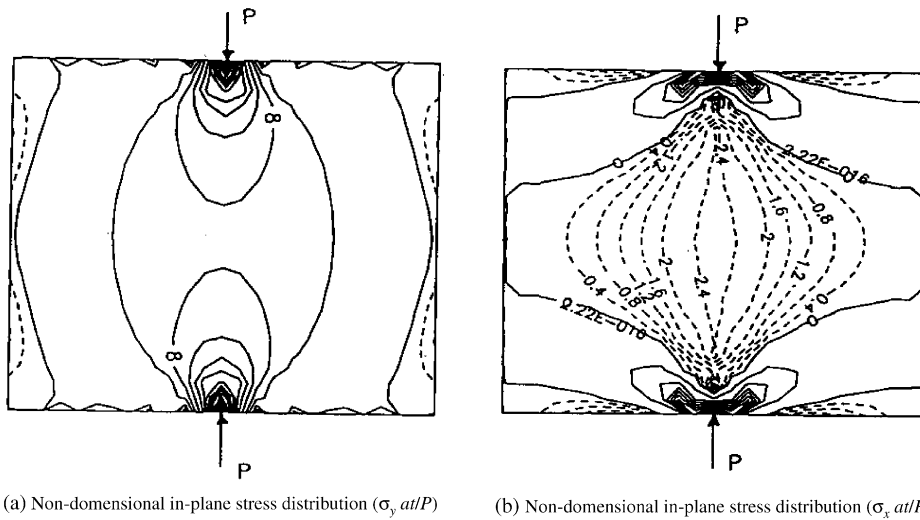 P
P
8
8
P
P
(a) Non-domensional in-plane stress distribution (σy at/P)
2.22E-016
0
0
-0.4
-1.2
-2.4
-1.6
-0.8
-2
-2
-1.2
-2.4
-1.6
-1.2
-0.8
-0.4
-0.4
0
2.22E-016
(b) Non-domensional in-plane stress distribution (σx at/P